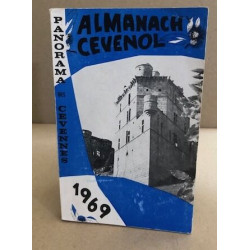 PANORAMA
DES
CEVENNES
ALMANACH
CEVENOL
1969